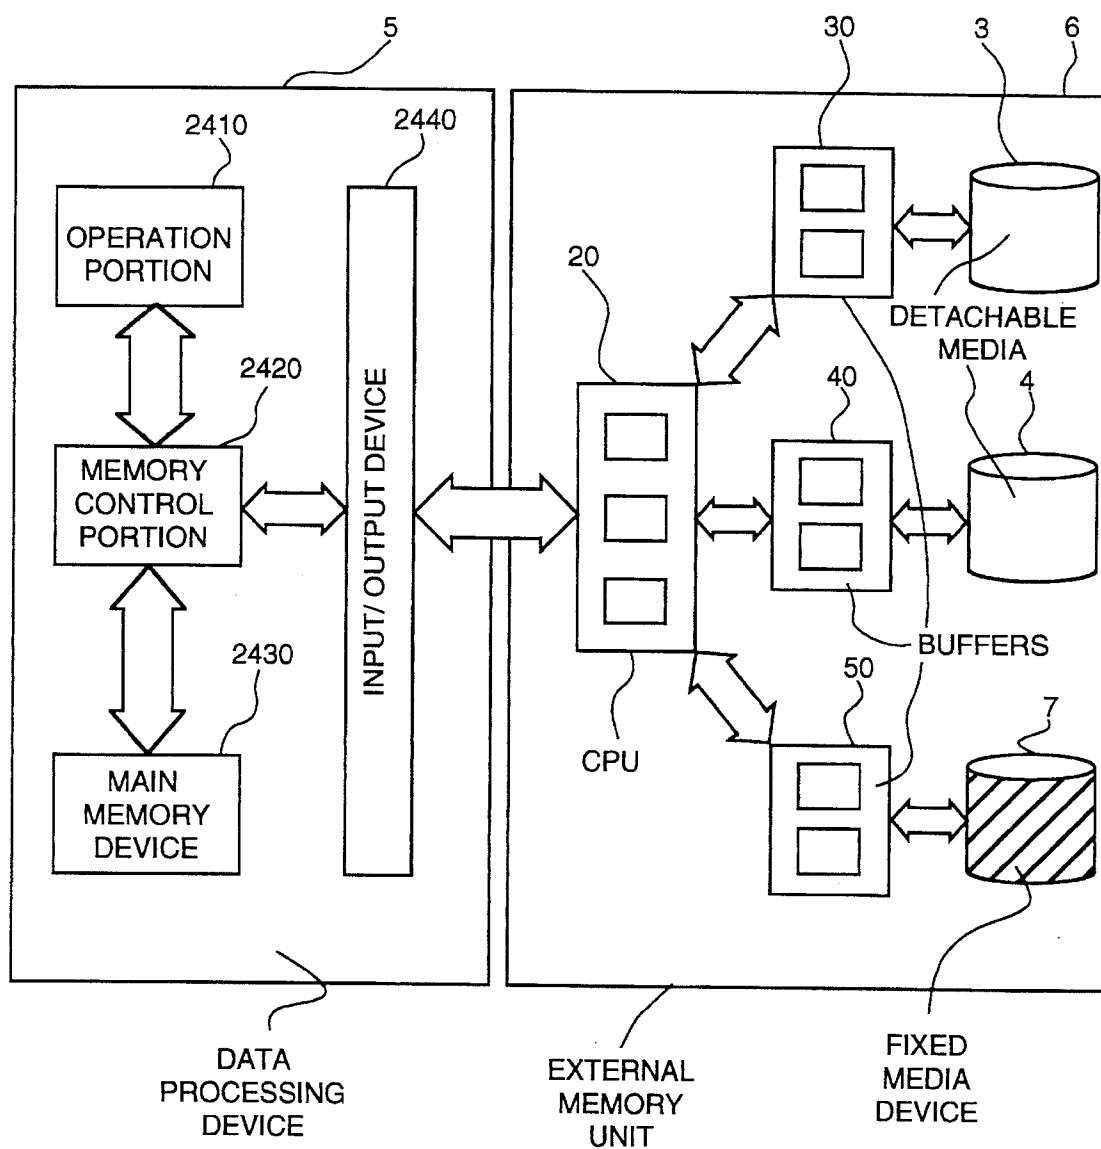 5
30
3
6
2410
2440
OPERATION
PORTION
20
DETACHABLE
MEDIA
2420
40
4
MEMORY
CONTROL
PORTION
INPUT/ OUTPUT DEVICE
2430
BUFFERS
50
7
CPU
MAIN
MEMORY
DEVICE
DATA
PROCESSING
DEVICE
EXTERNAL
MEMORY
UNIT
FIXED
MEDIA
DEVICE